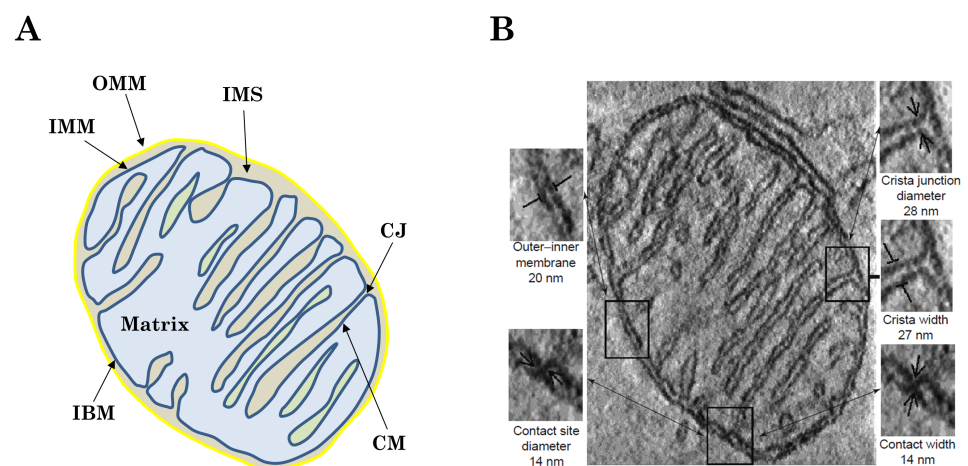 A
OMM
IMS
IMM
CJ
Matrix
IBM
CM
B
Outer–inner
membrane
20 nm
Contact site
diameter
14 nm
Crista junction
diameter
28 nm
Crista width
27 nm
Contact width
14 nm